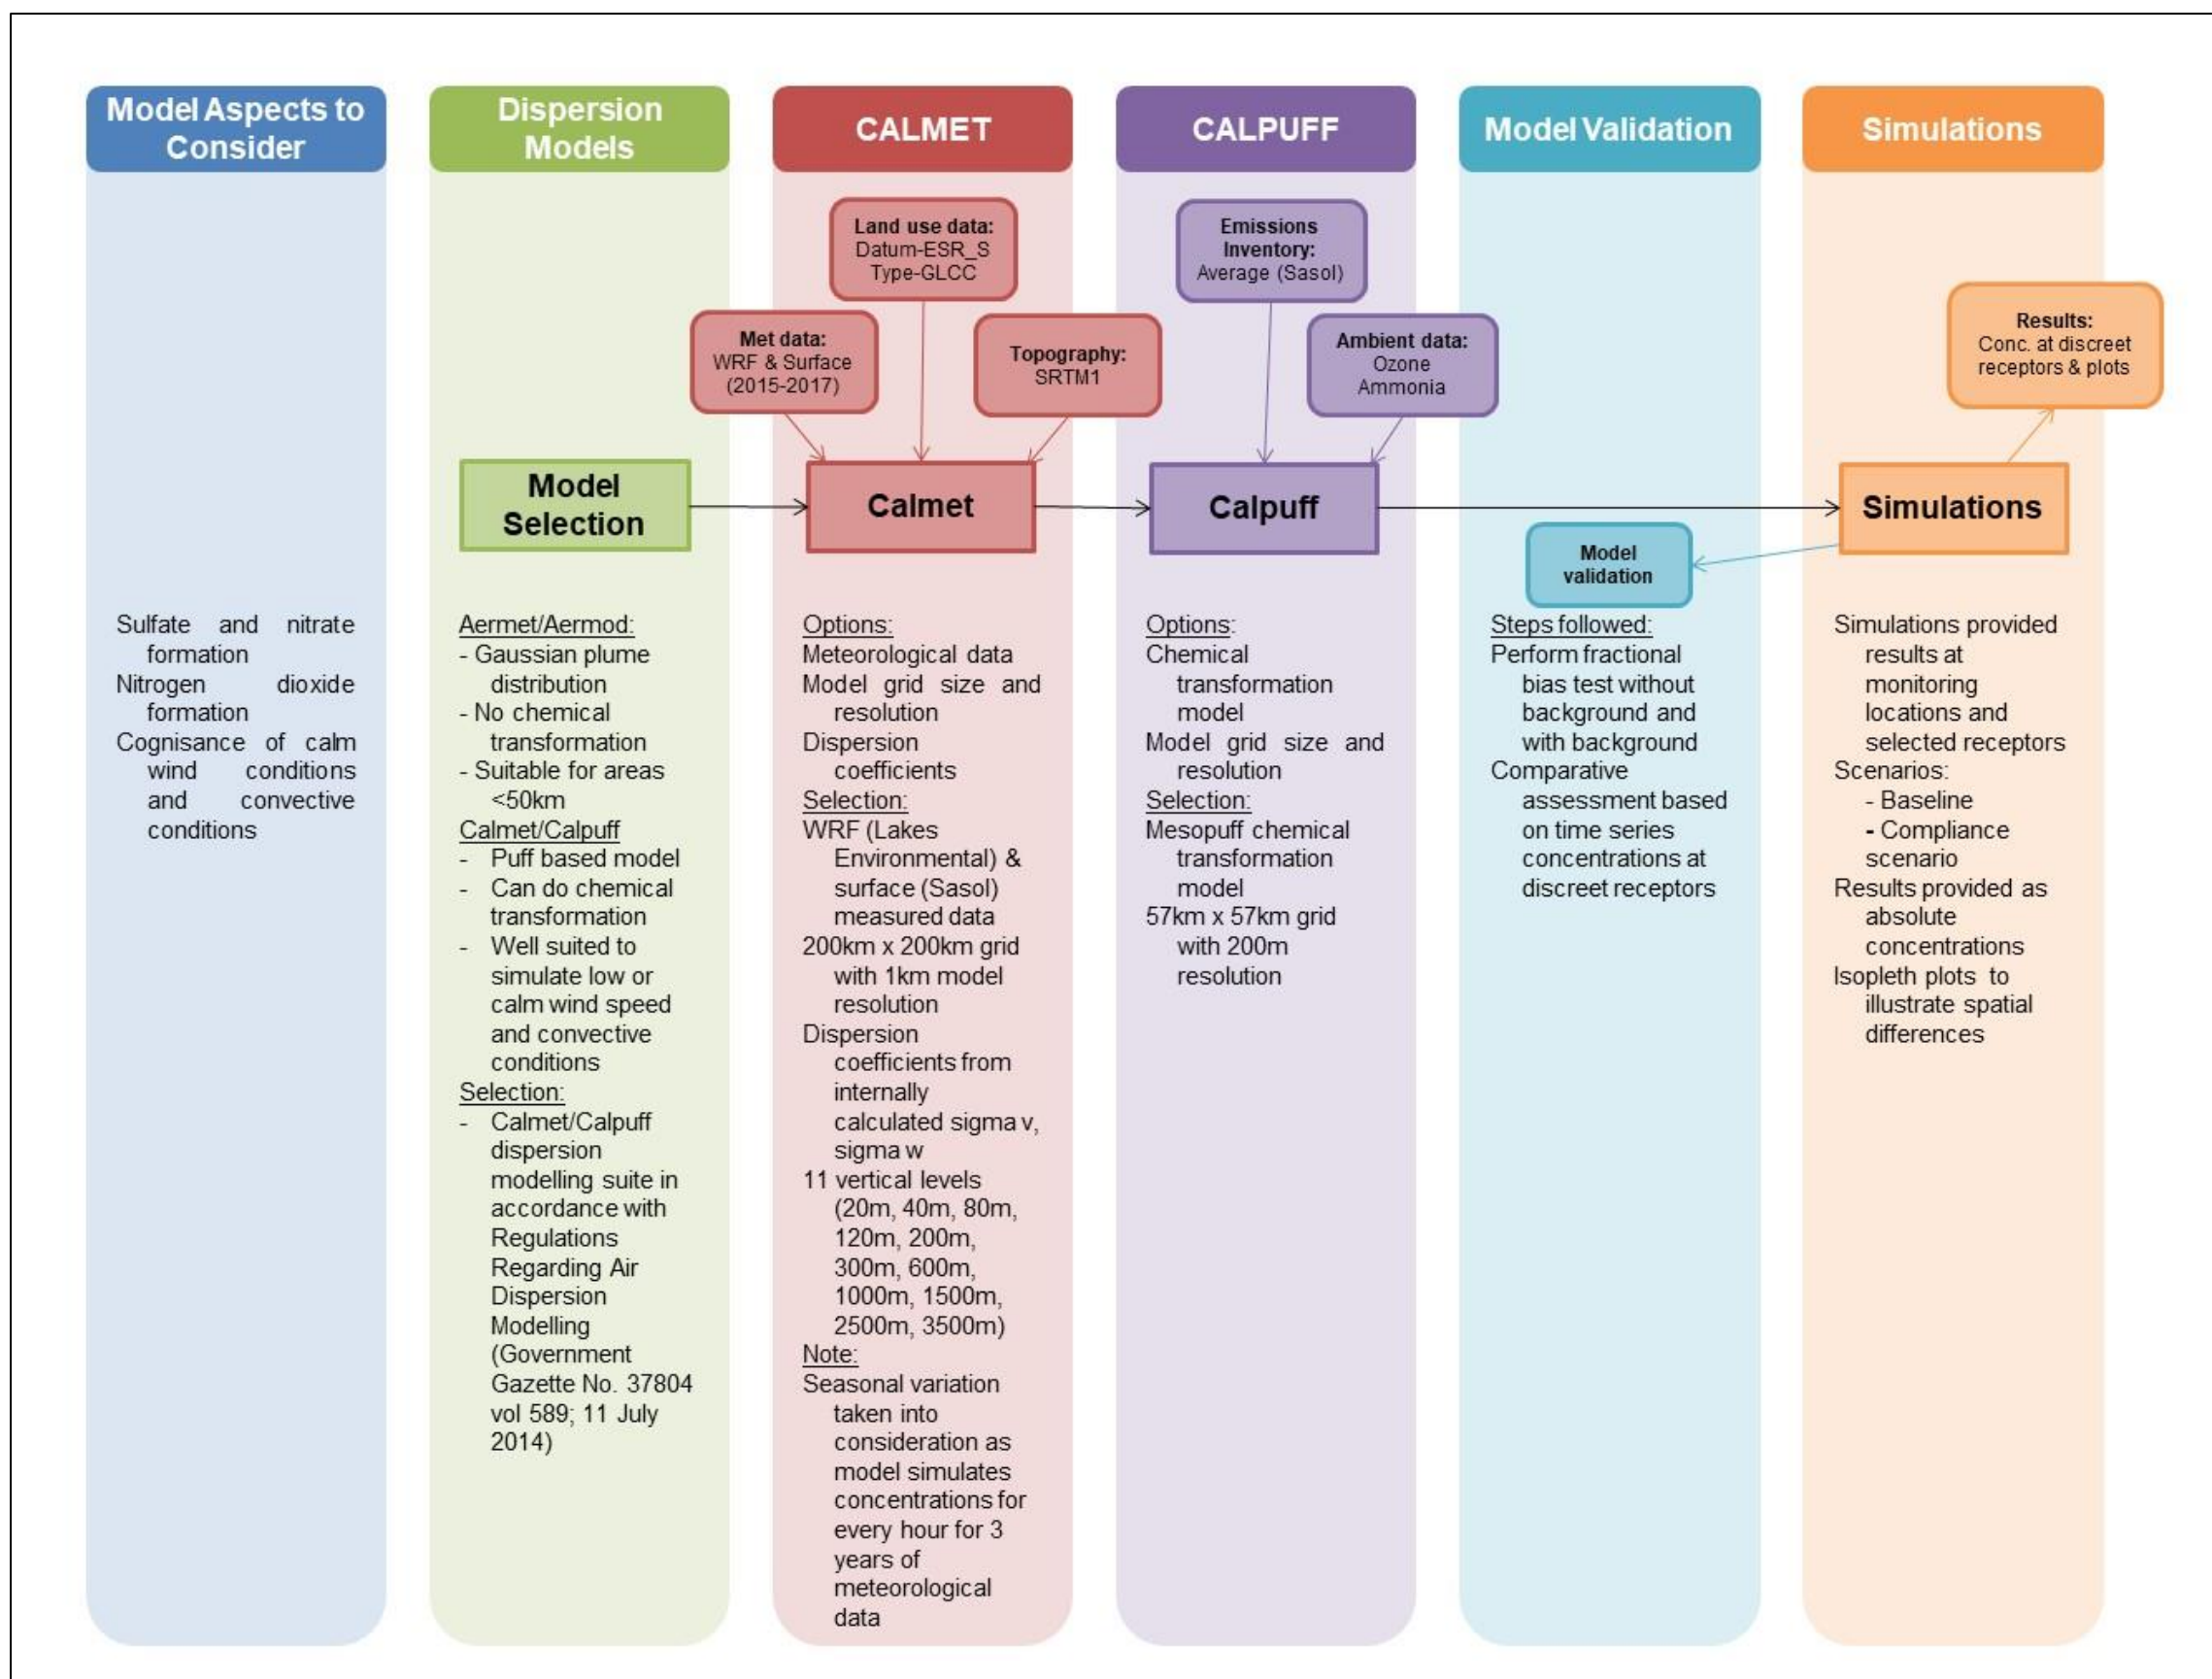 Model Aspects to
Consider
Dispersion
Models
CALMET
CALPUFF
Model Validation
Simulations
Land use data:
Datum-ESR_S
Type-GLCC
Met data:
WRF & Surface
(2015-2017)
Topography:
SRTM1
Emissions
Inventory:
Average (Sasol)
Ambient data:
Ozone
Ammonia
Results:
Conc. at discreet
receptors & plots
Model
Selection
Calmet
Calpuff
Simulations
Model
validation
Sulfate and nitrate
formation
Nitrogen dioxide
formation
Cognisance of calm
wind conditions
and convective
conditions
Aermet/Aermod:
- Gaussian plume
distribution
- No chemical
transformation
- Suitable for areas
<50km
Calmet/Calpuff
- Puff based model
- Can do chemical
transformation
- Well suited to
simulate low or
calm wind speed
and convective
conditions
Selection:
- Calmet/Calpuff
dispersion
modelling suite in
accordance with
Regulations
Regarding Air
Dispersion
Modelling
(Government
Gazette No. 37804
vol 589; 11 July
2014)
Options:
Meteorological data
Model grid size and
resolution
Dispersion
coefficients
Selection:
WRF (Lakes
Environmental) &
surface (Sasol)
measured data
200km x 200km grid
with 1km model
resolution
Dispersion
coefficients from
internally
calculated sigma v,
sigma w
11 vertical levels
(20m, 40m, 80m,
120m, 200m,
300m, 600m,
1000m, 1500m,
2500m, 3500m)
Note:
Seasonal variation
taken into
consideration as
model simulates
concentrations for
every hour for 3
years of
meteorological
data
Options:
Chemical
transformation
model
Model grid size and
resolution
Selection:
Mesopuff chemical
transformation
model
57km x 57km grid
with 200m
resolution
Steps followed:
Perform fractional
bias test without
background and
with background
Comparative
assessment based
on time series
concentrations at
discreet receptors
Simulations provided
results at
monitoring
locations and
selected receptors
Scenarios:
- Baseline
- Compliance
scenario
Results provided as
absolute
concentrations
Isopleth plots to
illustrate spatial
differences